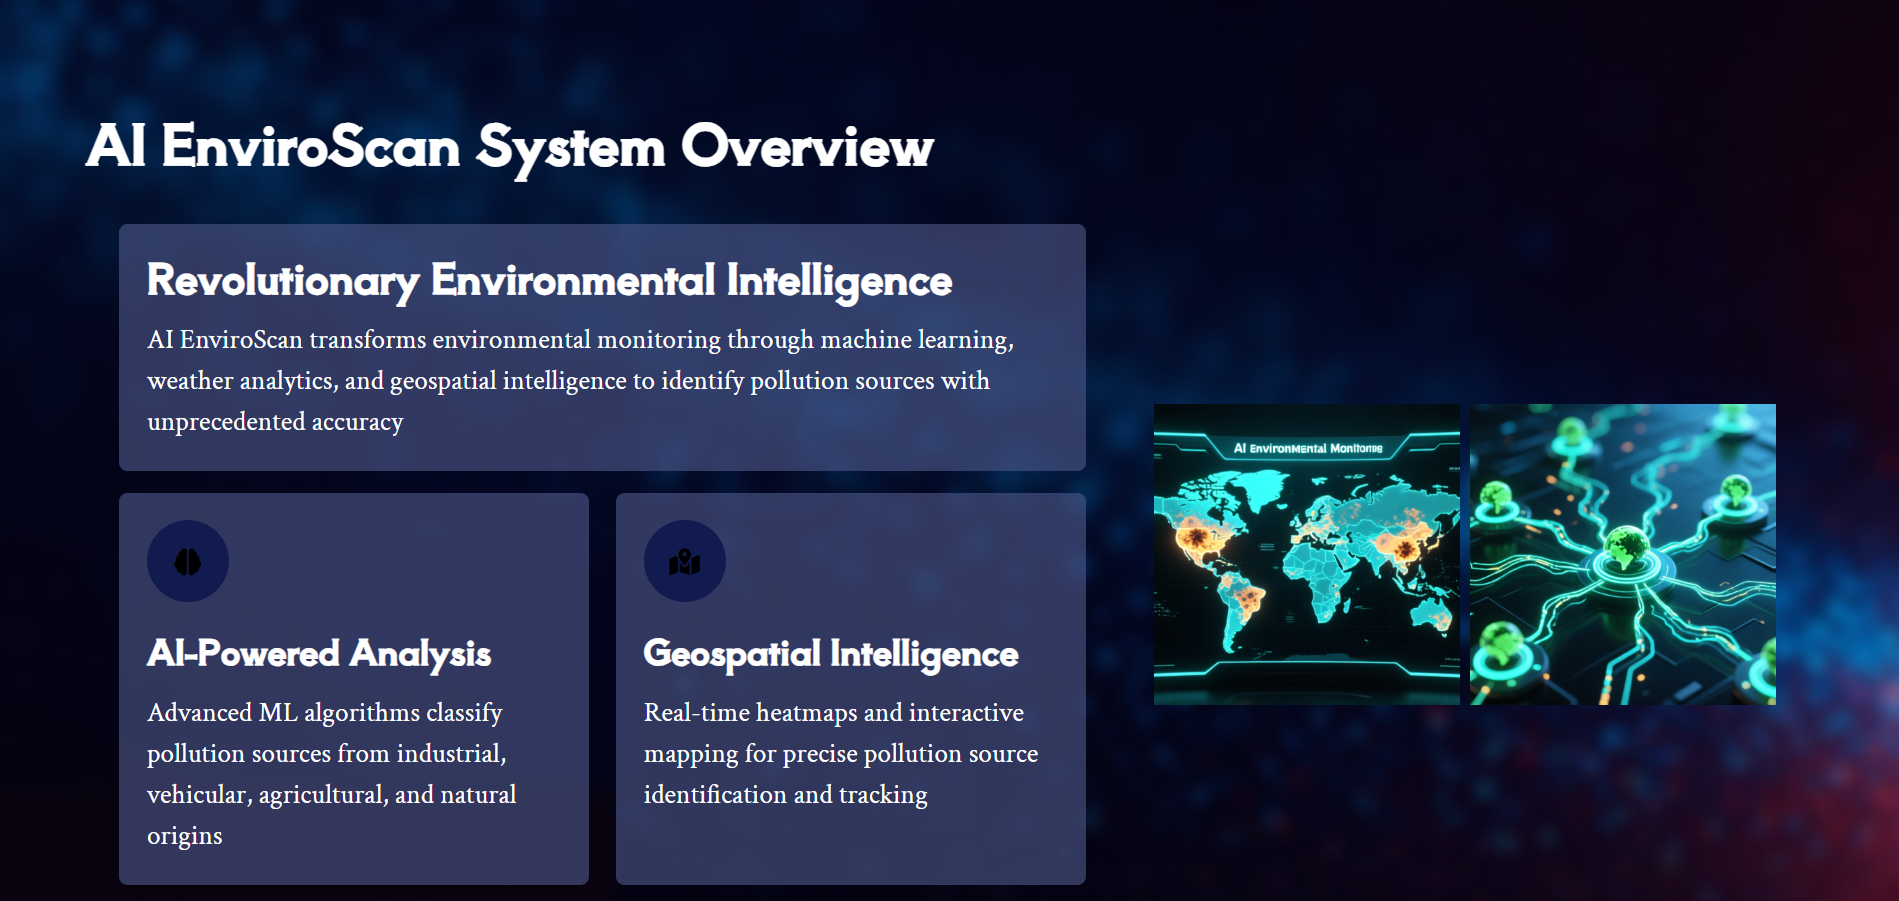 AI EnviroScan System Overview
Revolutionary Environmental Intelligence
AI EnviroScan transforms environmental monitoring through machine learning,
weather analytics, and geospatial intelligence to identify pollution sources with
unprecedented accuracy
AI Environmental Monitoring
AI-Powered Analysis
Advanced ML algorithms classify
pollution sources from industrial,
vehicular, agricultural, and natural
origins
Geospatial Intelligence
Real-time heatmaps and interactive
mapping for precise pollution source
identification and tracking